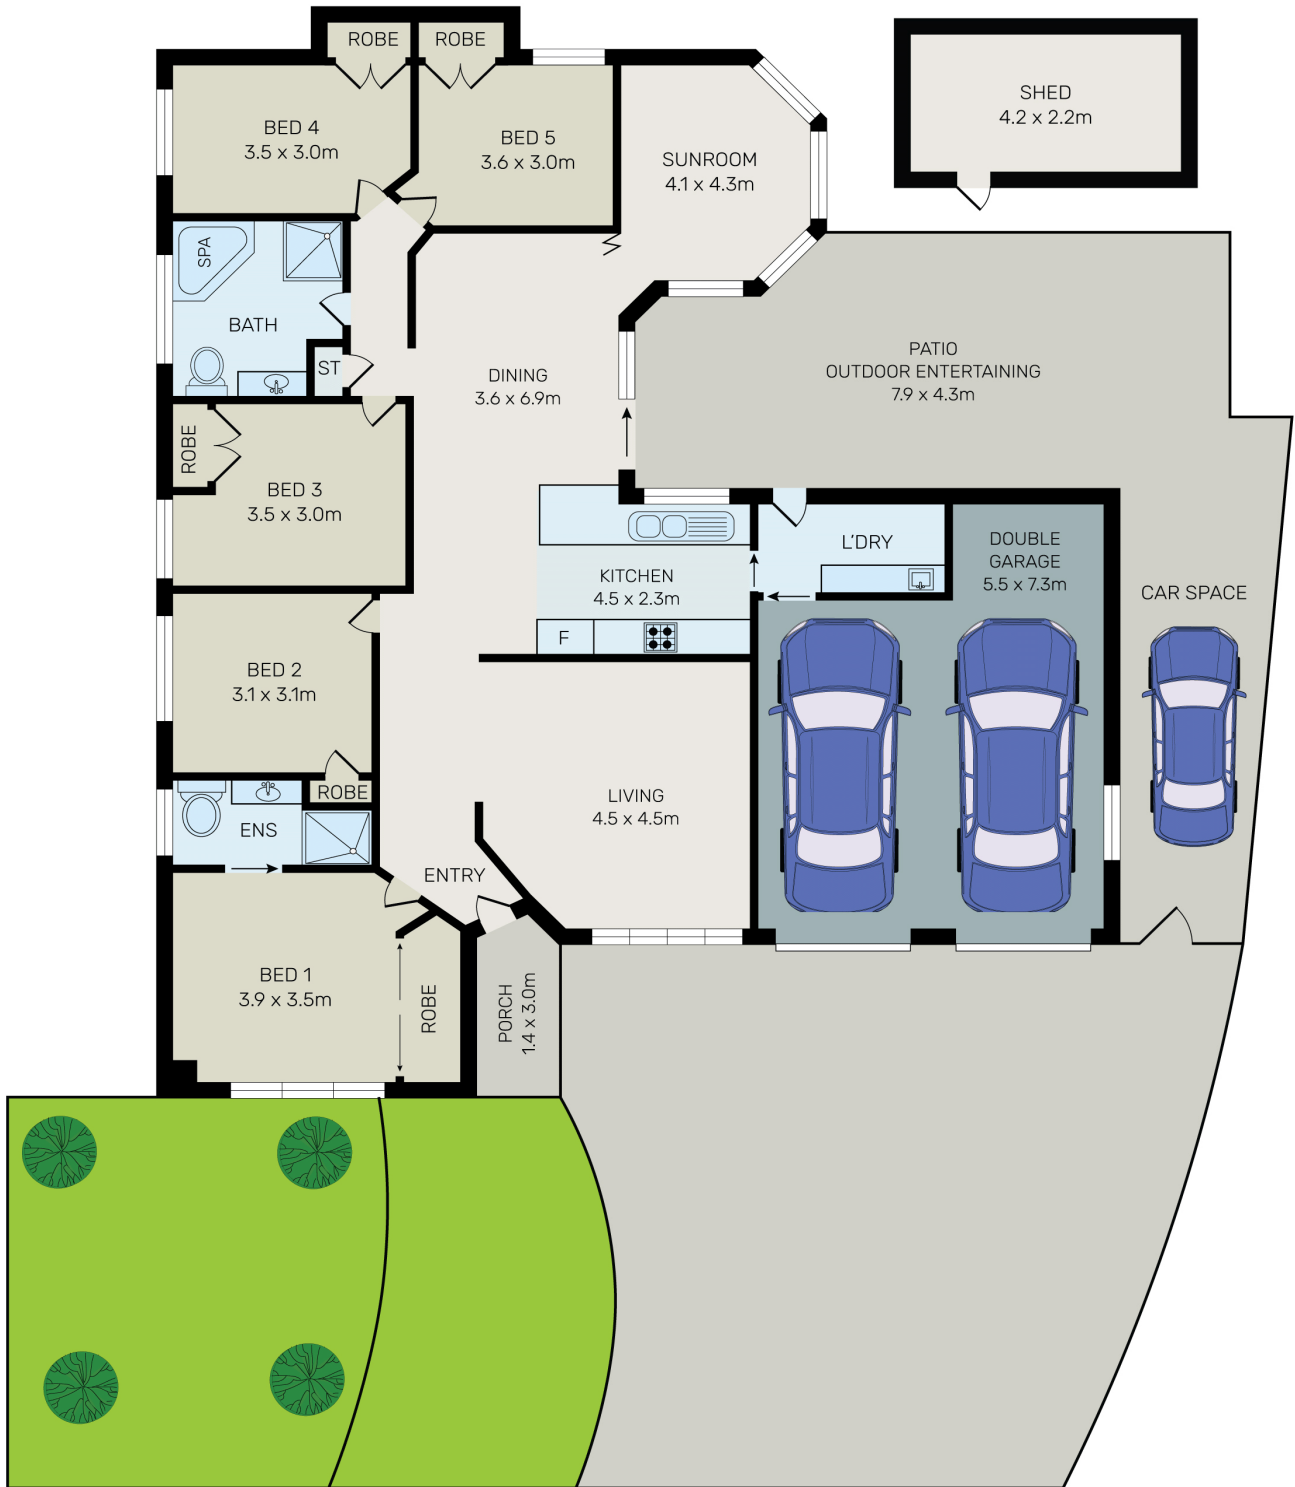 ROBE
ROBE
BED 4
3.5 x 3.0m
BED 5
3.6 x 3.0m
SUNROOM
4.1 x 4.3m
SHED
4.2 x 2.2m
SPA
BATH
ST
DINING
3.6 x 6.9m
PATIO
OUTDOOR ENTERTAINING
7.9 x 4.3m
ROBE
BED 3
3.5 x 3.0m
L'DRY
DOUBLE
GARAGE
5.5 x 7.3m
KITCHEN
4.5 x 2.3m
F
CAR SPACE
BED 2
3.1 x 3.1m
ROBE
ENS
LIVING
4.5 x 4.5m
ENTRY
BED 1
3.9 x 3.5m
ROBE
PORCH
1.4 x 3.0m